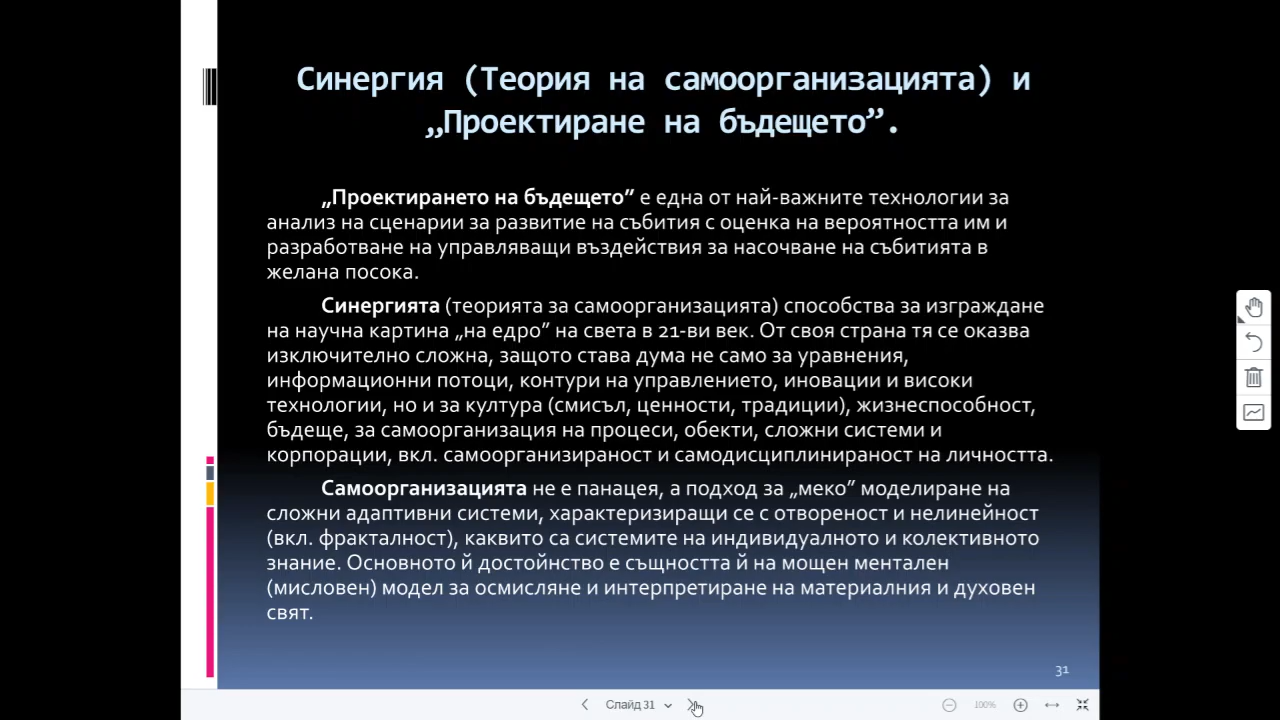 Синергия (Теория на самоорганизацията) и
„Проектиране на бъдещето”.
„Проектирането на бъдещето” е една от най-важните технологии за
анализ на сценарии за развитие на събития с оценка на вероятността им и
разработване на управляващи въздействия за насочване на събитията в
желана посока.
Синергията (теорията за самоорганизацията) способства за изграждане
на научна картина „на едро” на света в 21-ви век. От своя страна тя се оказва
изключително сложна, защото става дума не само за уравнения,
информационни потоци, контури на управлението, иновации и високи
технологии, но и за култура (смисъл, ценности, традиции), жизнеспособност,
бъдеще, за самоорганизация на процеси, обекти, сложни системи и
корпорации, вкл. самоорганизираност и самодисциплинираност на личността.
Самоорганизацията не е панацея, а подход за „меко” моделиране на
сложни адаптивни системи, характеризиращи се с отвореност и нелинейност
(вкл. фракталност), каквито са системите на индивидуалното и колективното
знание. Основното й достойнство е същността й на мощен ментален
(мисловен) модел за осмисляне и интерпретиране на материалния и духовен
свят.
31
Слайд 31
100%